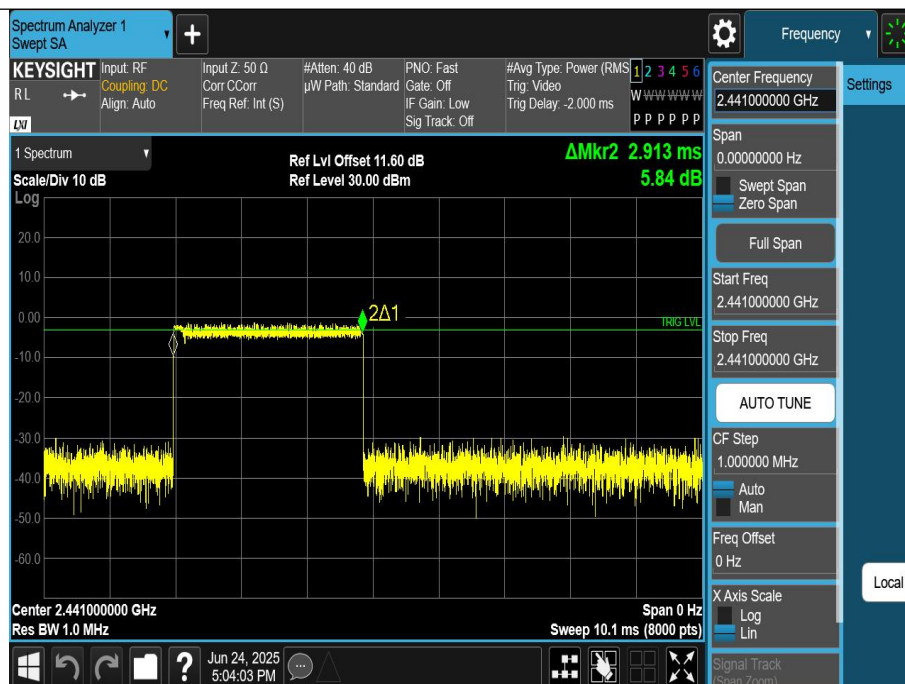 Spectrum Analyzer 1
Swept SA
Frequency
KEYSIGHT
RL
LXI
Input: RF
Coupling: DC
Align: Auto
Input Z: 50 Ω
Corr CCorr
Freq Ref: Int (S)
#Atten: 40 dB
µW Path: Standard
PNO: Fast
Gate: Off
IF Gain: Low
Sig Track: Off
#Avg Type: Power (RMS
Trig: Video
Trig Delay: -2.000 ms
1 2 3 4 5 6
W W W W W W
P P P P P P
1 Spectrum
Scale/Div 10 dB
Log
Ref Lvl Offset 11.60 dB
Ref Level 30.00 dBm
ΔMkr2 2.913 ms
5.84 dB
20.0
10.0
0.00
-10.0
-20.0
-30.0
-40.0
-50.0
-60.0
2Δ1
TRIG LVL
Center 2.441000000 GHz
Res BW 1.0 MHz
Span 0 Hz
Sweep 10.1 ms (8000 pts)
Jun 24, 2025
5:04:03 PM
Center Frequency
2.441000000 GHz
Span
0.00000000 Hz
Swept Span
Zero Span
Full Span
Start Freq
2.441000000 GHz
Stop Freq
2.441000000 GHz
AUTO TUNE
CF Step
1.000000 MHz
Auto
Man
Freq Offset
0 Hz
X Axis Scale
Log
Lin
Signal Track
(Span Zoom)
Settings
Local